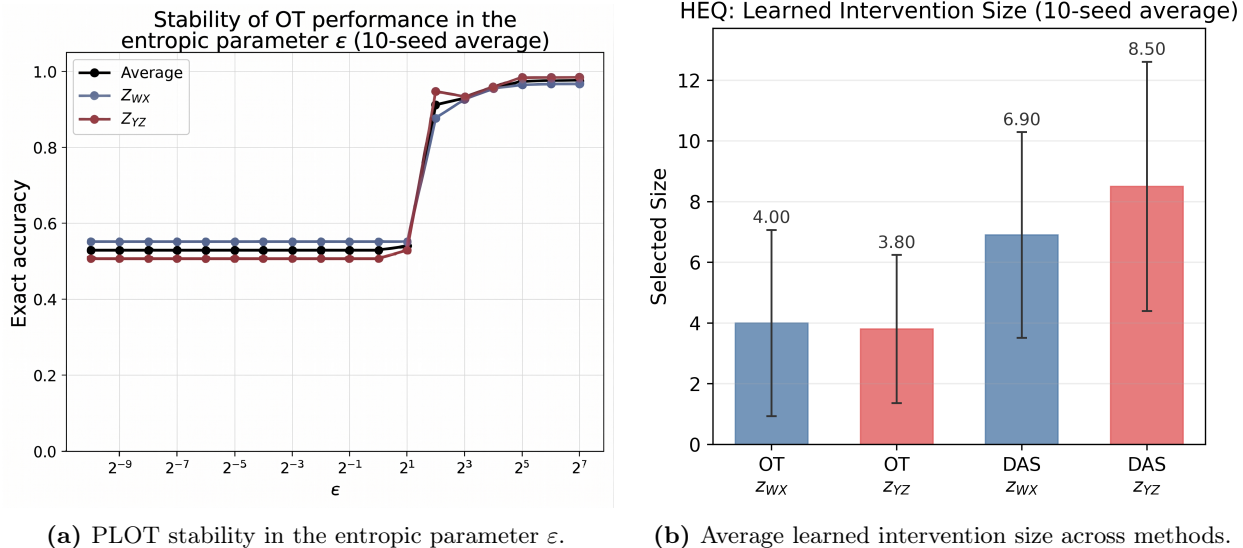 Stability of OT performance in the
entropic parameter ε (10-seed average)
Average
Z_WX
Z_YZ
Exact accuracy
1.0
0.8
0.6
0.4
0.2
0.0
2^-9 2^-7 2^-5 2^-3 2^-1 2^1 2^3 2^5 2^7
ε
(a) PLOT stability in the entropic parameter ε.
HEQ: Learned Intervention Size (10-seed average)
Selected Size
12
10
8
6
4
2
0
4.00
3.80
6.90
8.50
OT OT DAS DAS
Z_WX Z_YZ Z_WX Z_YZ
(b) Average learned intervention size across methods.